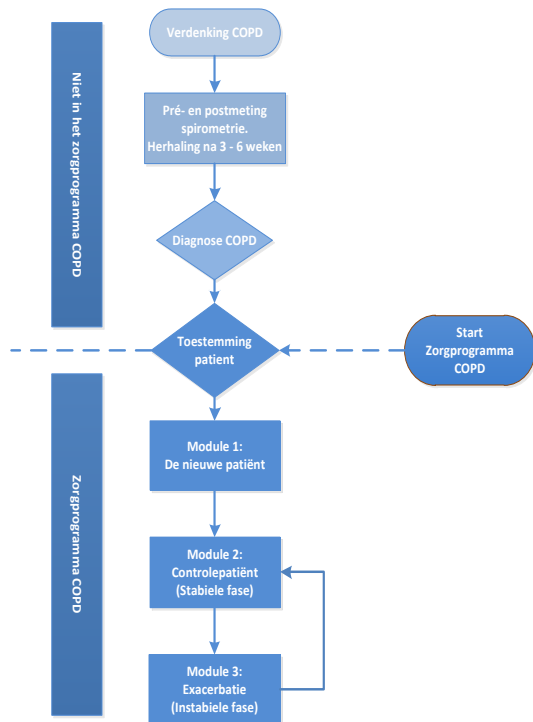 Niet in het zorgprogramma COPD
Verdenking COPD
Pré- en postmeting
spirometrie.
Herhaling na 3 - 6 weken
Diagnose COPD
Toestemming
patient
Start
Zorgprogramma
COPD
Zorgprogramma
COPD
Module 1:
De nieuwe patiënt
Module 2:
Controlepatiënt
(Stabiele fase)
Module 3:
Exacerbatie
(Instabiele fase)